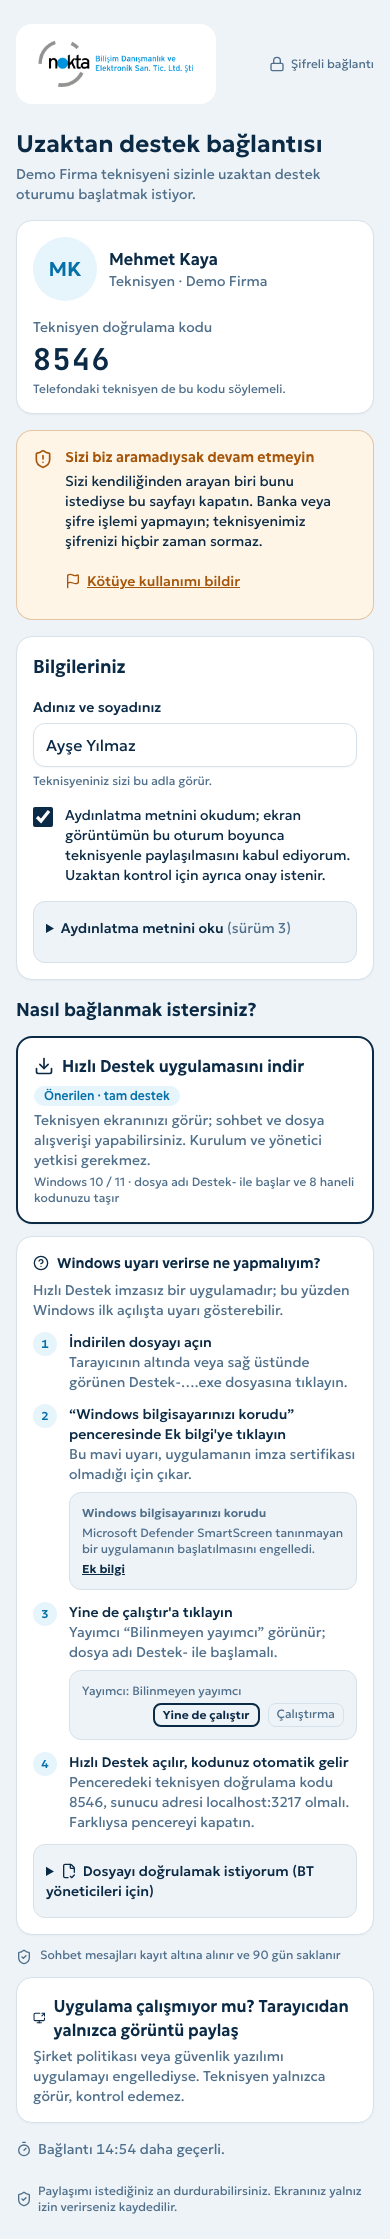 nokta Bilişim Danışmanlık ve
Elektronik San. Tic. Ltd. Şti
Şifreli bağlantı
Uzaktan destek bağlantısı
Demo Firma teknisyeni sizinle uzaktan destek
oturumu başlatmak istiyor.
MK
Mehmet Kaya
Teknisyen · Demo Firma
Teknisyen doğrulama kodu
8546
Telefondaki teknisyen de bu kodu söylemeli.
Sizi biz aramadıysak devam etmeyin
Sizi kendiliğinden arayan biri bunu
istediyse bu sayfayı kapatın. Banka veya
şifre işlemi yapmayın; teknisyenimiz
şifrenizi hiçbir zaman sormaz.
Kötüye kullanımı bildir
Bilgileriniz
Adınız ve soyadınız
Ayşe Yılmaz
Teknisyeniniz sizi bu adla görür.
Aydınlatma metnini okudum; ekran
görüntümün bu oturum boyunca
teknisyenle paylaşılmasını kabul ediyorum.
Uzaktan kontrol için ayrıca onay istenir.
Aydınlatma metnini oku (sürüm 3)
Nasıl bağlanmak istersiniz?
Hızlı Destek uygulamasını indir
Önerilen · tam destek
Teknisyen ekranınızı görür; sohbet ve dosya
alışverişi yapabilirsiniz. Kurulum ve yönetici
yetkisi gerekmez.
Windows 10 / 11 · dosya adı Destek- ile başlar ve 8 haneli
kodunuzu taşır
Windows uyarı verirse ne yapmalıyım?
Hızlı Destek imzasız bir uygulamadır; bu yüzden
Windows ilk açılışta uyarı gösterebilir.
1 İndirilen dosyayı açın
Tarayıcının altında veya sağ üstünde
görünen Destek-….exe dosyasına tıklayın.
2 “Windows bilgisayarınızı korudu”
penceresinde Ek bilgi'ye tıklayın
Bu mavi uyarı, uygulamanın imza sertifikası
olmadığı için çıkar.
Windows bilgisayarınızı korudu
Microsoft Defender SmartScreen tanınmayan
bir uygulamanın başlatılmasını engelledi.
Ek bilgi
3 Yine de çalıştır'a tıklayın
Yayımcı “Bilinmeyen yayımcı” görünür;
dosya adı Destek- ile başlamalı.
Yayımcı: Bilinmeyen yayımcı
Yine de çalıştır Çalıştırma
4 Hızlı Destek açılır, kodunuz otomatik gelir
Penceredeki teknisyen doğrulama kodu
8546, sunucu adresi localhost:3217 olmalı.
Farklıysa pencereyi kapatın.
Dosyayı doğrulamak istiyorum (BT
yöneticileri için)
Sohbet mesajları kayıt altına alınır ve 90 gün saklanır
Uygulama çalışmıyor mu? Tarayıcıdan
yalnızca görüntü paylaş
Şirket politikası veya güvenlik yazılımı
uygulamayı engellediyse. Teknisyen yalnızca
görür, kontrol edemez.
Bağlantı 14:54 daha geçerli.
Paylaşımı istediğiniz an durdurabilirsiniz. Ekranınız yalnız
izin verirseniz kaydedilir.